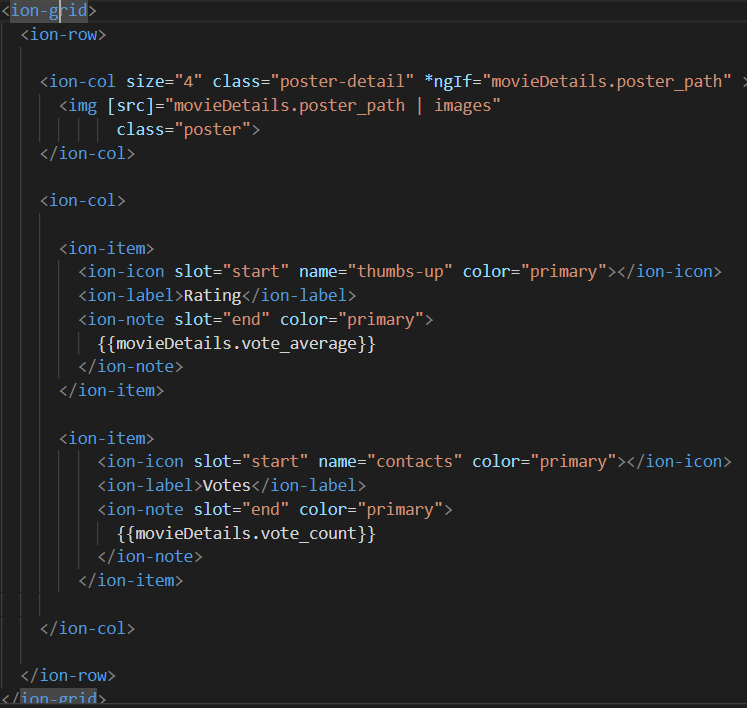 <ion-grid>
<ion-row>
<ion-col size="4" class="poster-detail" *ngIf="movieDetails.poster_path" >
<img [src]="movieDetails.poster_path | images"
class="poster">
</ion-col>
<ion-col>
<ion-item>
<ion-icon slot="start" name="thumbs-up" color="primary"></ion-icon>
<ion-label>Rating</ion-label>
<ion-note slot="end" color="primary">
{{movieDetails.vote_average}}
</ion-note>
</ion-item>
<ion-item>
<ion-icon slot="start" name="contacts" color="primary"></ion-icon>
<ion-label>Votes</ion-label>
<ion-note slot="end" color="primary">
{{movieDetails.vote_count}}
</ion-note>
</ion-item>
</ion-col>
</ion-row>
</ion-grid>